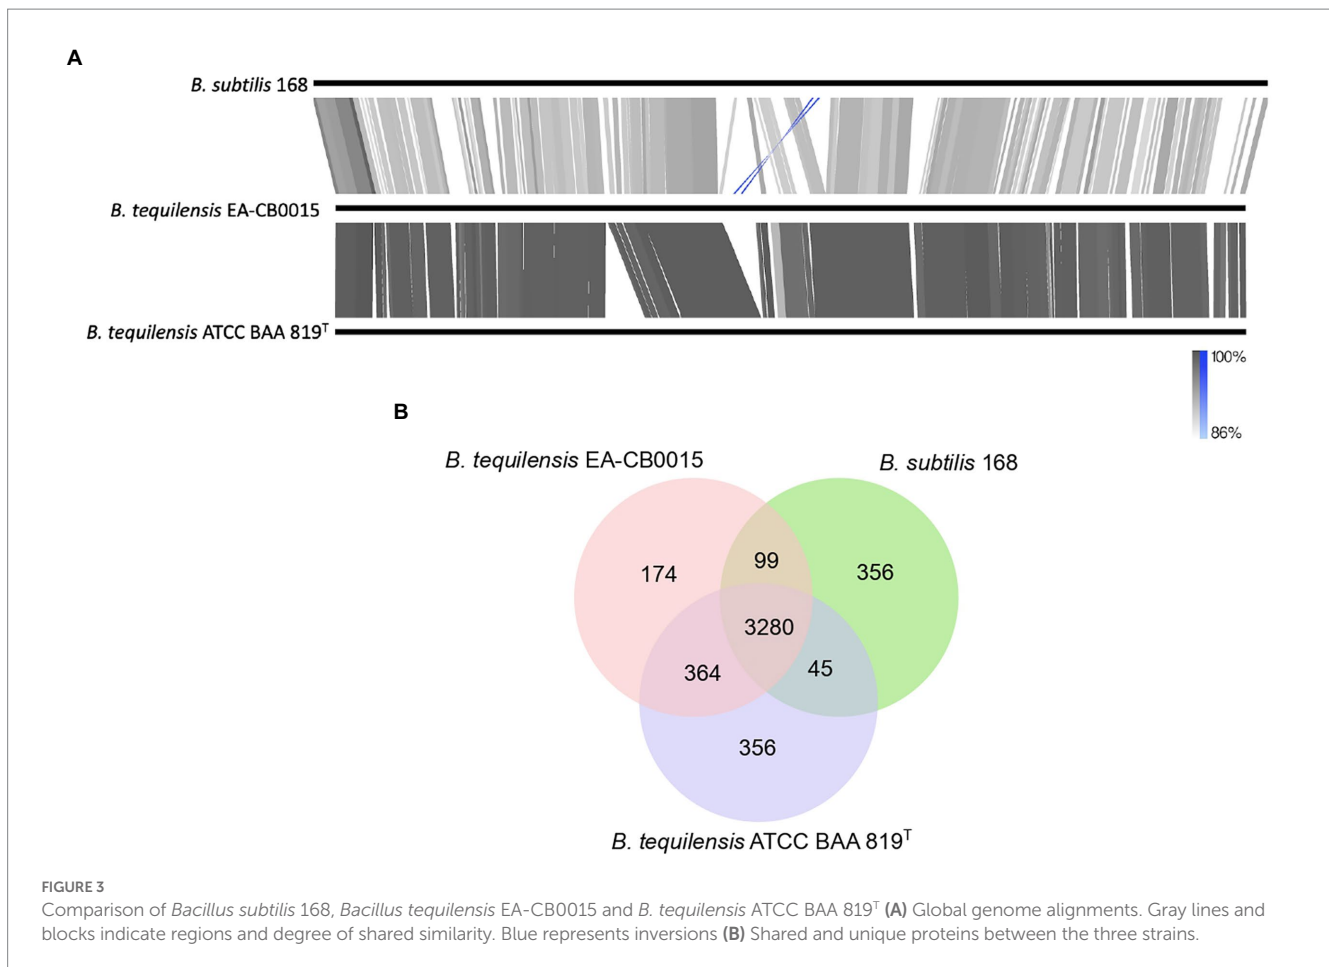 A
B. subtilis 168
B. tequilensis EA-CB0015
B. tequilensis ATCC BAA 819ᵀ
100%
86%
B
B. tequilensis EA-CB0015
B. subtilis 168
174
99
356
3280
364
45
356
B. tequilensis ATCC BAA 819ᵀ
FIGURE 3
Comparison of Bacillus subtilis 168, Bacillus tequilensis EA-CB0015 and B. tequilensis ATCC BAA 819ᵀ (A) Global genome alignments. Gray lines and
blocks indicate regions and degree of shared similarity. Blue represents inversions (B) Shared and unique proteins between the three strains.